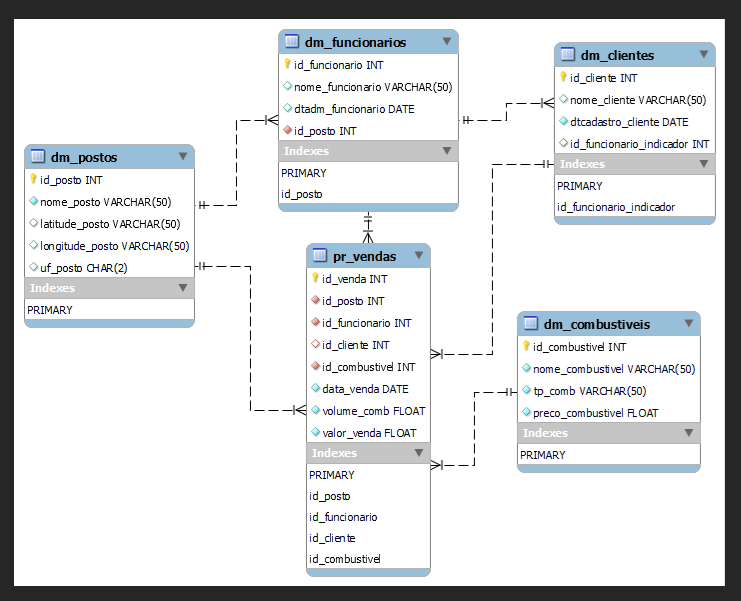 dm_funcionarios
id_funcionario INT
nome_funcionario VARCHAR(50)
dtadm_funcionario DATE
id_posto INT
Indexes
PRIMARY
id_posto
dm_clientes
id_cliente INT
nome_cliente VARCHAR(50)
dtcadastro_cliente DATE
id_funcionario_indicador INT
Indexes
PRIMARY
id_funcionario_indicador
dm_postos
id_posto INT
nome_posto VARCHAR(50)
latitude_posto VARCHAR(50)
longitude_posto VARCHAR(50)
uf_posto CHAR(2)
Indexes
PRIMARY
pr_vendas
id_venda INT
id_posto INT
id_funcionario INT
id_cliente INT
id_combustivel INT
data_venda DATE
volume_comb FLOAT
valor_venda FLOAT
Indexes
PRIMARY
id_posto
id_funcionario
id_cliente
id_combustivel
dm_combustiveis
id_combustivel INT
nome_combustivel VARCHAR(50)
tp_comb VARCHAR(50)
preco_combustivel FLOAT
Indexes
PRIMARY